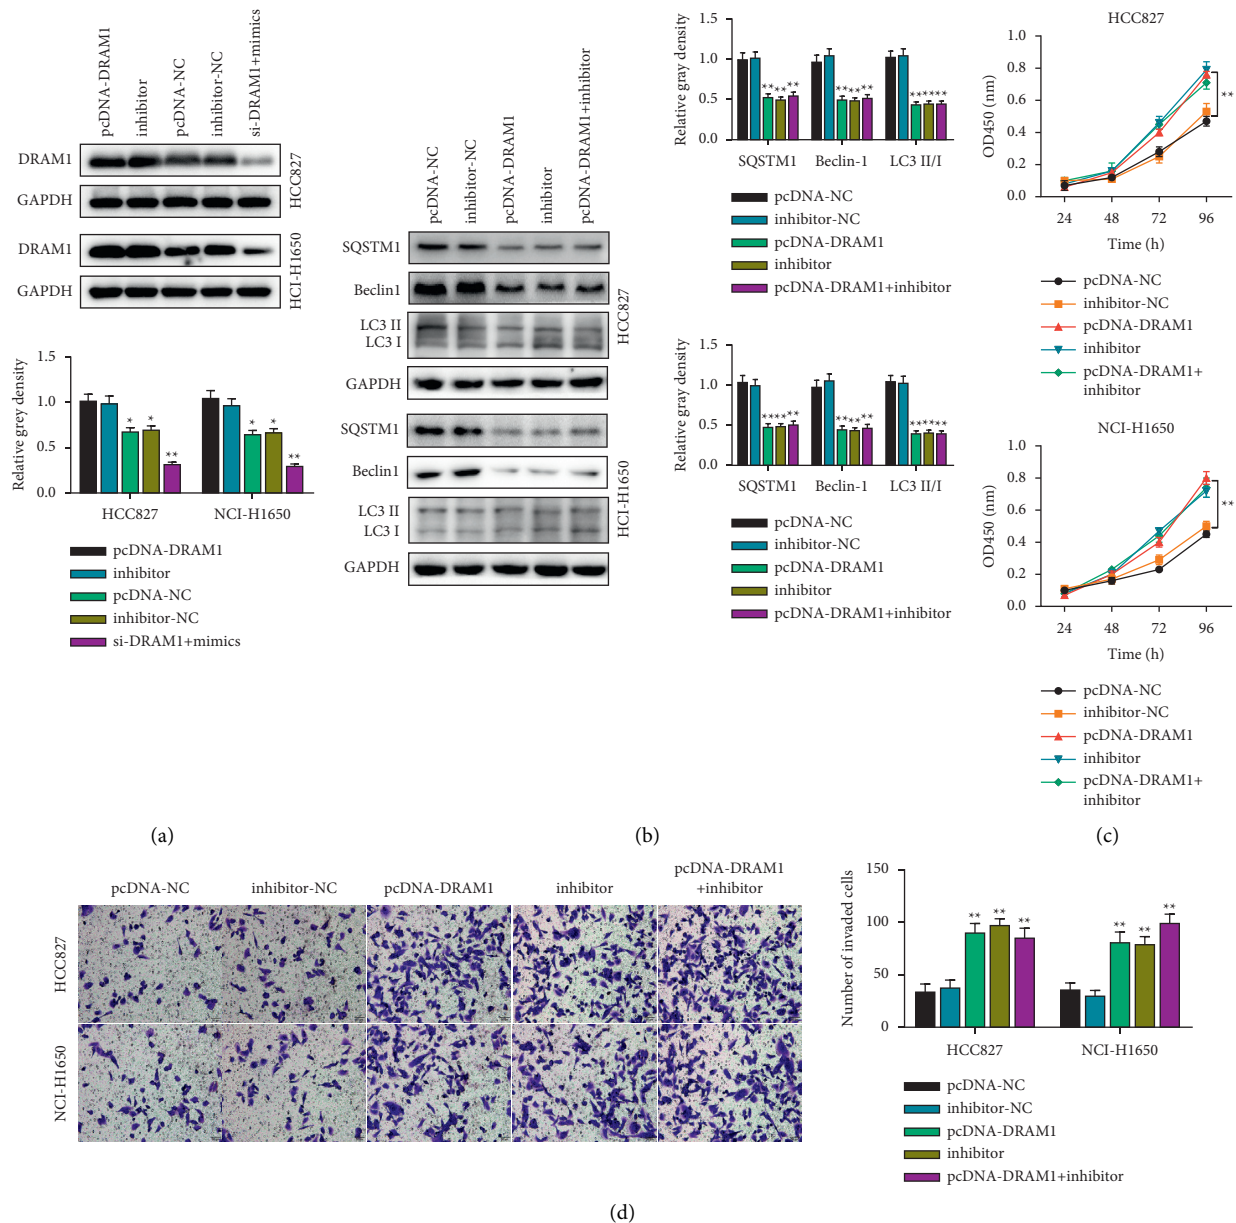 pcDNA-DRAM1
inhibitor
pcDNA-NC
inhibitor-NC
si-DRAM1+mimics
DRAM1
GAPDH
HCC827
DRAM1
GAPDH
HCI-H1650
Relative grey density
1.5
1.0
0.5
0.0
* * **
* * **
HCC827 NCI-H1650
pcDNA-DRAM1
inhibitor
pcDNA-NC
inhibitor-NC
si-DRAM1+mimics
(a)
pcDNA-NC
inhibitor-NC
pcDNA-DRAM1
inhibitor
pcDNA-DRAM1+inhibitor
SQSTM1
Beclin1
LC3 II
LC3 I
GAPDH
HCC827
SQSTM1
Beclin1
LC3 II
LC3 I
GAPDH
HCI-H1650
Relative gray density
1.5
1.0
0.5
1.0
** ** ** ** ** ** ** ** **
SQSTM1 Beclin-1 LC3 II/I
pcDNA-NC
inhibitor-NC
pcDNA-DRAM1
inhibitor
pcDNA-DRAM1+inhibitor
Relative gray density
1.5
1.0
0.5
0.0
** ** ** ** ** ** ** ** **
SQSTM1 Beclin-1 LC3 II/I
pcDNA-NC
inhibitor-NC
pcDNA-DRAM1
inhibitor
pcDNA-DRAM1+inhibitor
(b)
HCC827
OD450 (nm)
1.0
0.8
0.6
0.4
0.2
0.0
**
24 48 72 96
Time (h)
pcDNA-NC
inhibitor-NC
pcDNA-DRAM1
inhibitor
pcDNA-DRAM1+
inhibitor
NCI-H1650
OD450 (nm)
1.0
0.8
0.6
0.4
0.2
0.0
**
24 48 72 96
Time (h)
pcDNA-NC
inhibitor-NC
pcDNA-DRAM1
inhibitor
pcDNA-DRAM1+
inhibitor
(c)
pcDNA-NC inhibitor-NC pcDNA-DRAM1 inhibitor pcDNA-DRAM1
+inhibitor
HCC827
NCI-H1650
Number of invaded cells
150
100
50
0
** ** ** ** ** **
HCC827 NCI-H1650
pcDNA-NC
inhibitor-NC
pcDNA-DRAM1
inhibitor
pcDNA-DRAM1+inhibitor
(d)